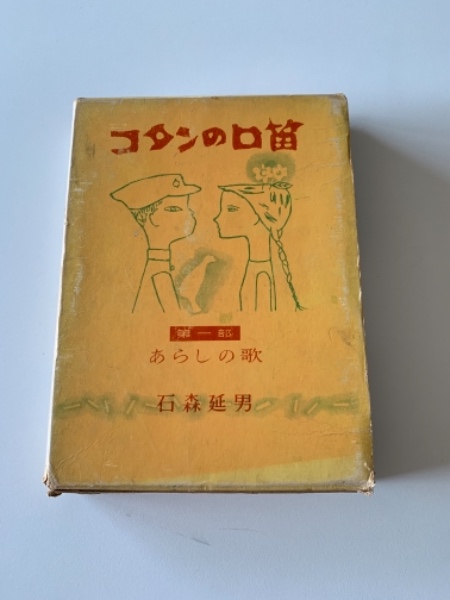 コタンの口笛
第一部
あらしの歌
石森延男